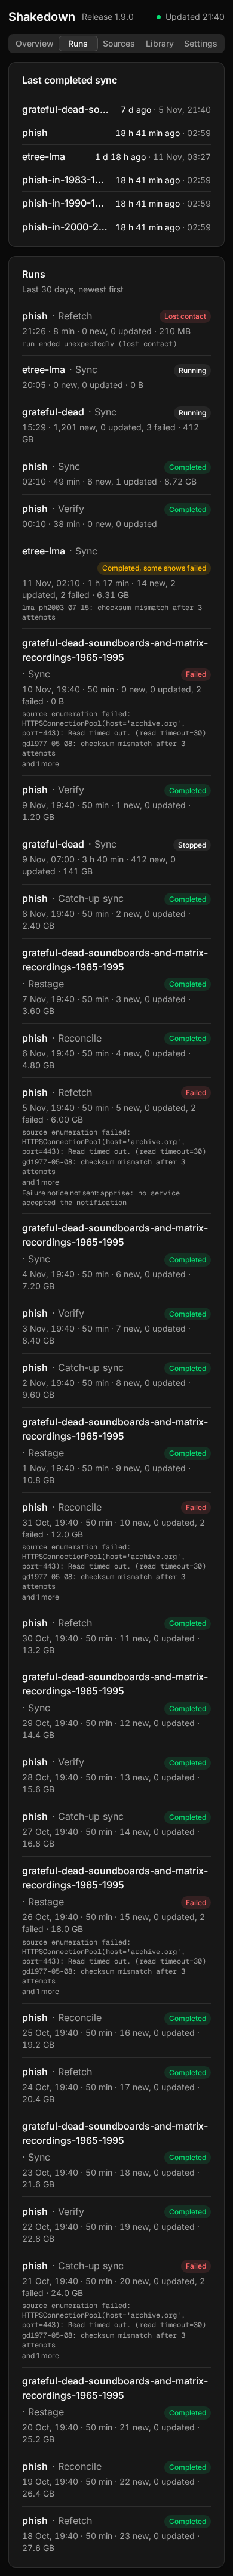 Shakedown Release 1.9.0 Updated 21:40
Overview Runs Sources Library Settings
Last completed sync
grateful-dead-so... 7 d ago · 5 Nov, 21:40
phish 18 h 41 min ago · 02:59
etree-lma 1 d 18 h ago · 11 Nov, 03:27
phish-in-1983-1... 18 h 41 min ago · 02:59
phish-in-1990-1... 18 h 41 min ago · 02:59
phish-in-2000-2... 18 h 41 min ago · 02:59
Runs
Last 30 days, newest first
phish · Refetch Lost contact
21:26 · 8 min · 0 new, 0 updated · 210 MB
run ended unexpectedly (lost contact)
etree-lma · Sync Running
20:05 · 0 new, 0 updated · 0 B
grateful-dead · Sync Running
15:29 · 1,201 new, 0 updated, 3 failed · 412
GB
phish · Sync Completed
02:10 · 49 min · 6 new, 1 updated · 8.72 GB
phish · Verify Completed
00:10 · 38 min · 0 new, 0 updated
etree-lma · Sync
Completed, some shows failed
11 Nov, 02:10 · 1 h 17 min · 14 new, 2
updated, 2 failed · 6.31 GB
lma-ph2003-07-15: checksum mismatch after 3
attempts
grateful-dead-soundboards-and-matrix-
recordings-1965-1995
· Sync Failed
10 Nov, 19:40 · 50 min · 0 new, 0 updated, 2
failed · 0 B
source enumeration failed:
HTTPSConnectionPool(host='archive.org',
port=443): Read timed out. (read timeout=30)
gd1977-05-08: checksum mismatch after 3
attempts
and 1 more
phish · Verify Completed
9 Nov, 19:40 · 50 min · 1 new, 0 updated ·
1.20 GB
grateful-dead · Sync Stopped
9 Nov, 07:00 · 3 h 40 min · 412 new, 0
updated · 141 GB
phish · Catch-up sync Completed
8 Nov, 19:40 · 50 min · 2 new, 0 updated ·
2.40 GB
grateful-dead-soundboards-and-matrix-
recordings-1965-1995
· Restage Completed
7 Nov, 19:40 · 50 min · 3 new, 0 updated ·
3.60 GB
phish · Reconcile Completed
6 Nov, 19:40 · 50 min · 4 new, 0 updated ·
4.80 GB
phish · Refetch Failed
5 Nov, 19:40 · 50 min · 5 new, 0 updated, 2
failed · 6.00 GB
source enumeration failed:
HTTPSConnectionPool(host='archive.org',
port=443): Read timed out. (read timeout=30)
gd1977-05-08: checksum mismatch after 3
attempts
and 1 more
Failure notice not sent: apprise: no service
accepted the notification
grateful-dead-soundboards-and-matrix-
recordings-1965-1995
· Sync Completed
4 Nov, 19:40 · 50 min · 6 new, 0 updated ·
7.20 GB
phish · Verify Completed
3 Nov, 19:40 · 50 min · 7 new, 0 updated ·
8.40 GB
phish · Catch-up sync Completed
2 Nov, 19:40 · 50 min · 8 new, 0 updated ·
9.60 GB
grateful-dead-soundboards-and-matrix-
recordings-1965-1995
· Restage Completed
1 Nov, 19:40 · 50 min · 9 new, 0 updated ·
10.8 GB
phish · Reconcile Failed
31 Oct, 19:40 · 50 min · 10 new, 0 updated, 2
failed · 12.0 GB
source enumeration failed:
HTTPSConnectionPool(host='archive.org',
port=443): Read timed out. (read timeout=30)
gd1977-05-08: checksum mismatch after 3
attempts
and 1 more
phish · Refetch Completed
30 Oct, 19:40 · 50 min · 11 new, 0 updated ·
13.2 GB
grateful-dead-soundboards-and-matrix-
recordings-1965-1995
· Sync Completed
29 Oct, 19:40 · 50 min · 12 new, 0 updated ·
14.4 GB
phish · Verify Completed
28 Oct, 19:40 · 50 min · 13 new, 0 updated ·
15.6 GB
phish · Catch-up sync Completed
27 Oct, 19:40 · 50 min · 14 new, 0 updated ·
16.8 GB
grateful-dead-soundboards-and-matrix-
recordings-1965-1995
· Restage Failed
26 Oct, 19:40 · 50 min · 15 new, 0 updated, 2
failed · 18.0 GB
source enumeration failed:
HTTPSConnectionPool(host='archive.org',
port=443): Read timed out. (read timeout=30)
gd1977-05-08: checksum mismatch after 3
attempts
and 1 more
phish · Reconcile Completed
25 Oct, 19:40 · 50 min · 16 new, 0 updated ·
19.2 GB
phish · Refetch Completed
24 Oct, 19:40 · 50 min · 17 new, 0 updated ·
20.4 GB
grateful-dead-soundboards-and-matrix-
recordings-1965-1995
· Sync Completed
23 Oct, 19:40 · 50 min · 18 new, 0 updated ·
21.6 GB
phish · Verify Completed
22 Oct, 19:40 · 50 min · 19 new, 0 updated ·
22.8 GB
phish · Catch-up sync Failed
21 Oct, 19:40 · 50 min · 20 new, 0 updated, 2
failed · 24.0 GB
source enumeration failed:
HTTPSConnectionPool(host='archive.org',
port=443): Read timed out. (read timeout=30)
gd1977-05-08: checksum mismatch after 3
attempts
and 1 more
grateful-dead-soundboards-and-matrix-
recordings-1965-1995
· Restage Completed
20 Oct, 19:40 · 50 min · 21 new, 0 updated ·
25.2 GB
phish · Reconcile Completed
19 Oct, 19:40 · 50 min · 22 new, 0 updated ·
26.4 GB
phish · Refetch Completed
18 Oct, 19:40 · 50 min · 23 new, 0 updated ·
27.6 GB